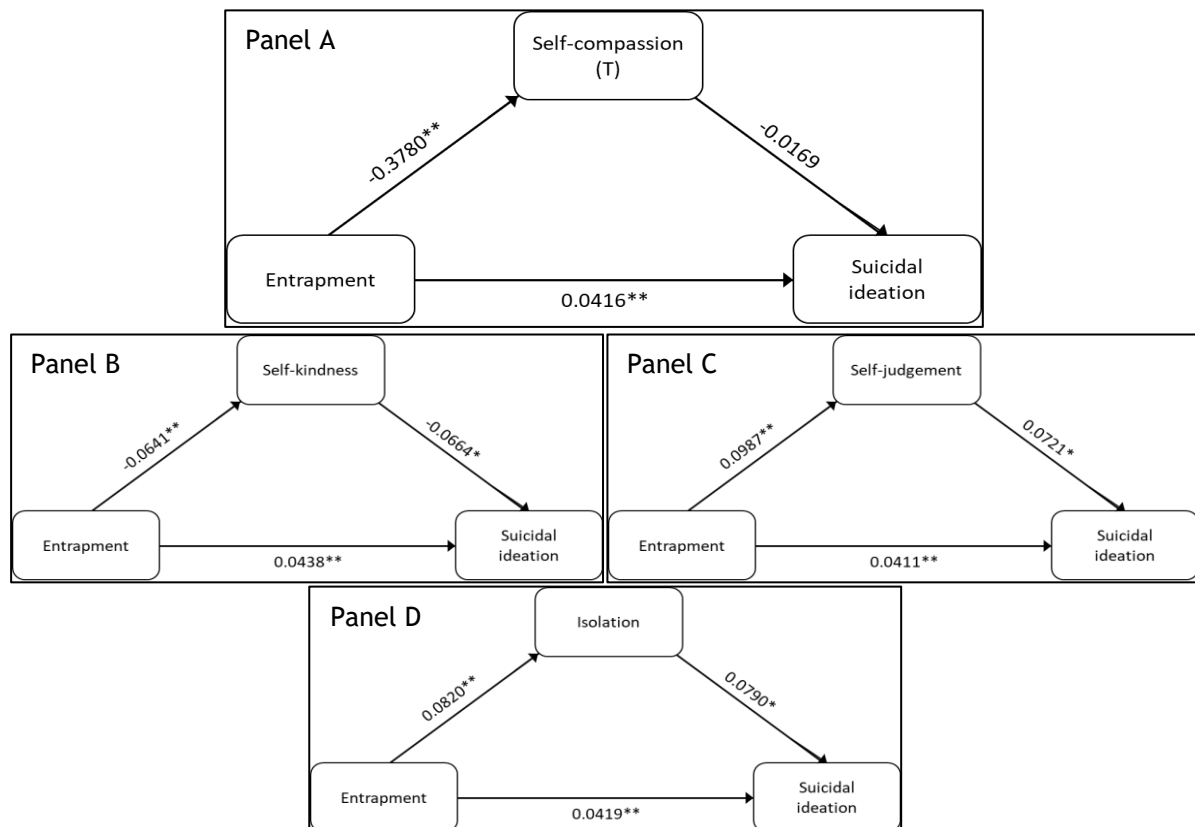 Panel A
Self-compassion
(T)
-0.3780**
-0.0169
Entrapment
Suicidal
ideation
0.0416**
Panel B
Self-kindness
-0.0641**
-0.0664*
Entrapment
Suicidal
ideation
0.0438**
Panel C
Self-judgement
0.0987**
0.0721*
Entrapment
Suicidal
ideation
0.0411**
Panel D
Isolation
0.0820**
0.0790*
Entrapment
Suicidal
ideation
0.0419**